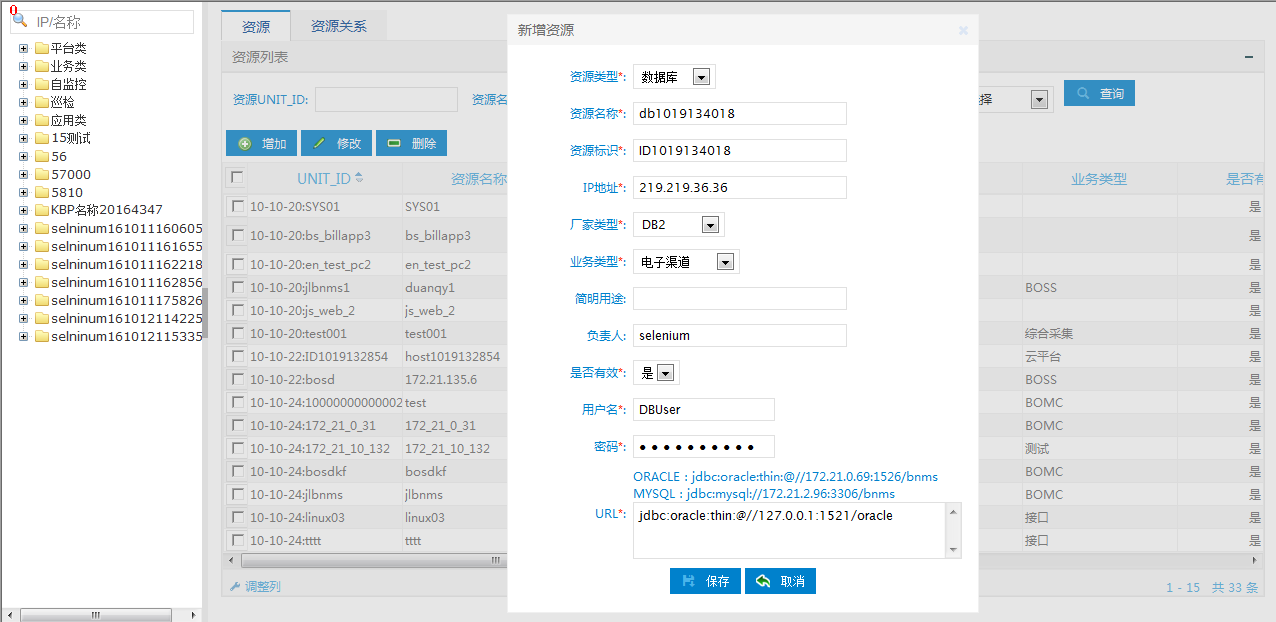 0
IP/名称
平台类
业务类
自监控
巡检
应用类
15测试
56
57000
5810
KBP名称20164347
selninum161011160605
selninum161011161655
selninum161011162218
selninum161011162856
selninum161011175826
selninum161012114225
selninum161012115335
资源 资源关系
资源列表
资源UNIT_ID: 资源名 择 查询
增加 修改 删除
UNIT_ID 资源名称 业务类型 是否有
10-10-20:SYS01 SYS01 是
10-10-20:bs_billapp3 bs_billapp3 是
10-10-20:en_test_pc2 en_test_pc2 是
10-10-20:jlbnms1 duanqy1 BOSS 是
10-10-20:js_web_2 js_web_2 是
10-10-20:test001 test001 综合采集 是
10-10-22:ID1019132854 host1019132854 云平台 是
10-10-22:bosd 172.21.135.6 BOSS 是
10-10-24:10000000000002 test BOMC 是
10-10-24:172_21_0_31 172_21_0_31 BOMC 是
10-10-24:172_21_10_132 172_21_10_132 测试 是
10-10-24:bosdkf bosdkf BOMC 是
10-10-24:jlbnms jlbnms BOMC 是
10-10-24:linux03 linux03 接口 是
10-10-24:tttt tttt 接口 是
调整列 1 - 15 共 33 条
新增资源
资源类型*: 数据库
资源名称*: db1019134018
资源标识*: ID1019134018
IP地址*: 219.219.36.36
厂家类型*: DB2
业务类型*: 电子渠道
简明用途:
负责人: selenium
是否有效*: 是
用户名*: DBUser
密码*: ●●●●●●●●●●
ORACLE : jdbc:oracle:thin:@//172.21.0.69:1526/bnms
MYSQL : jdbc:mysql://172.21.2.96:3306/bnms
URL*: jdbc:oracle:thin:@//127.0.0.1:1521/oracle
保存 取消